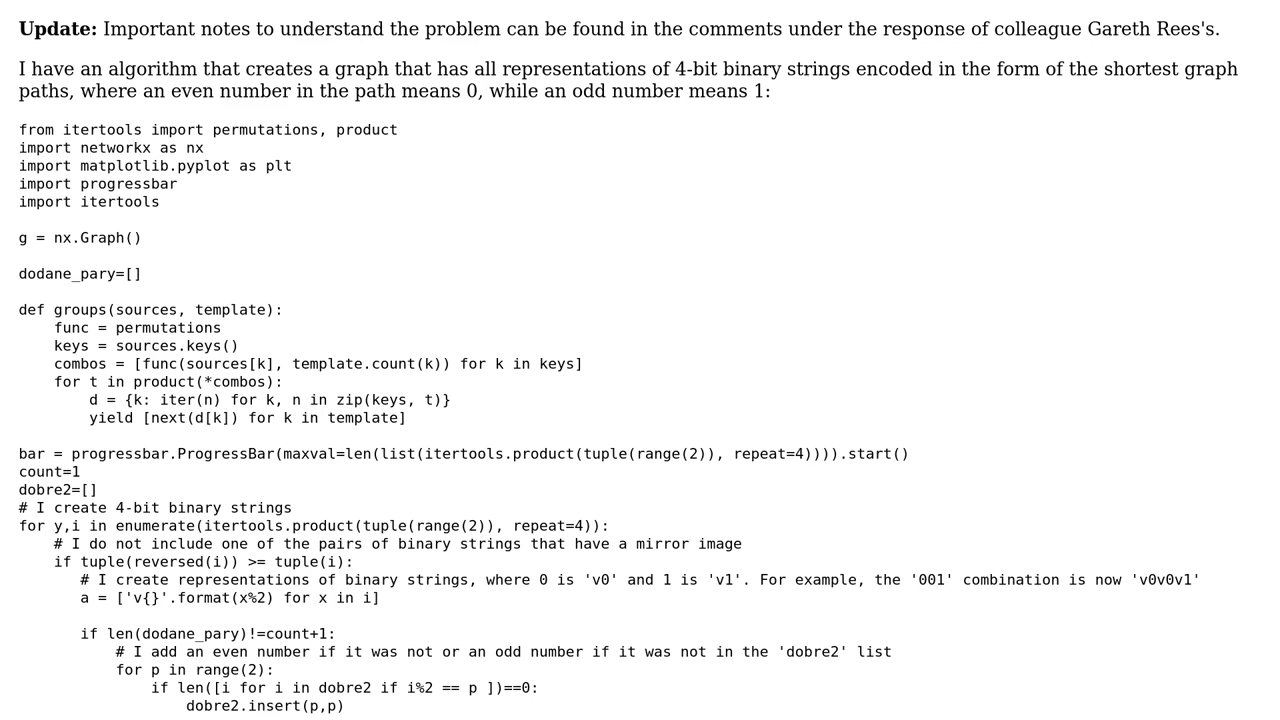 Update: Important notes to understand the problem can be found in the comments under the response of colleague Gareth Rees's.
I have an algorithm that creates a graph that has all representations of 4-bit binary strings encoded in the form of the shortest graph
paths, where an even number in the path means 0, while an odd number means 1:
from itertools import permutations, product
import networkx as nx
import matplotlib.pyplot as plt
import progressbar
import itertools

g = nx.Graph()

dodane_pary=[]

def groups(sources, template):
    func = permutations
    keys = sources.keys()
    combos = [func(sources[k], template.count(k)) for k in keys]
    for t in product(*combos):
        d = {k: iter(n) for k, n in zip(keys, t)}
        yield [next(d[k]) for k in template]

bar = progressbar.ProgressBar(maxval=len(list(itertools.product(tuple(range(2)), repeat=4)))).start()
count=1
dobre2=[]
# I create 4-bit binary strings
for y,i in enumerate(itertools.product(tuple(range(2)), repeat=4)):
    # I do not include one of the pairs of binary strings that have a mirror image
    if tuple(reversed(i)) >= tuple(i):
       # I create representations of binary strings, where 0 is 'v0' and 1 is 'v1'. For example, the '001' combination is now 'v0v0v1'
       a = ['v{}'.format(x%2) for x in i]

       if len(dodane_pary)!=count+1:
           # I add an even number if it was not or an odd number if it was not in the 'dobre2' list
           for p in range(2):
               if len([i for i in dobre2 if i%2 == p ])==0:
                   dobre2.insert(p,p)